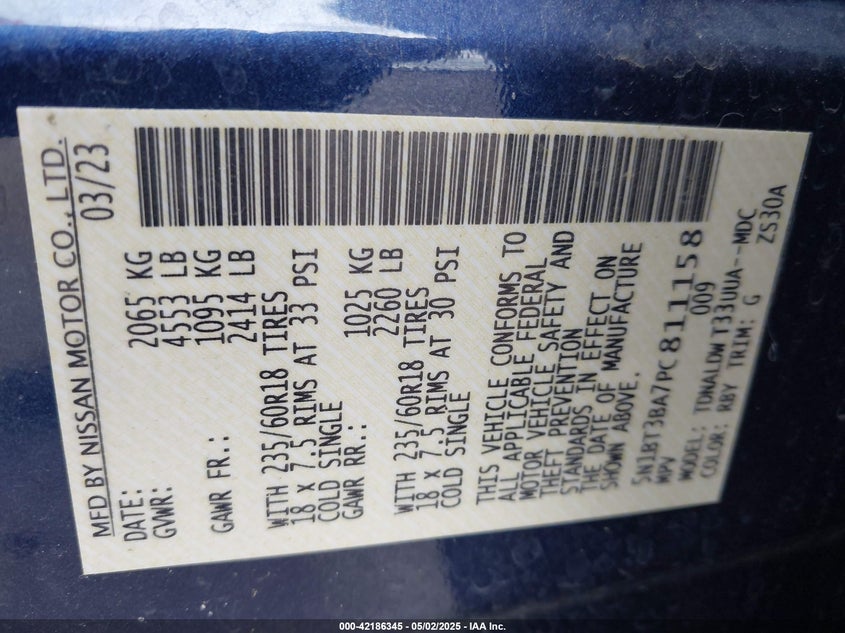 MFD BY NISSAN MOTOR CO., LTD.
DATE: 03/23
GVWR: 2065 KG
4553 LB
GAWR FR.: 1095 KG
2414 LB
WITH 235/60R18 TIRES
18 X 7.5 RIMS AT 33 PSI
COLD SINGLE
GAWR RR.: 1025 KG
2260 LB
WITH 235/60R18 TIRES
18 X 7.5 RIMS AT 30 PSI
COLD SINGLE
THIS VEHICLE CONFORMS TO
ALL APPLICABLE FEDERAL
MOTOR VEHICLE SAFETY AND
THEFT PREVENTION
STANDARDS IN EFFECT ON
THE DATE OF MANUFACTURE
SHOWN ABOVE.
5N1BT3BA7PC811158
MPV 009
MODEL: TDNALDW T33UUA--MDC
COLOR: RBY TRIM: G ZS30A
000-42186345 - 05/02/2025 - IAA Inc.